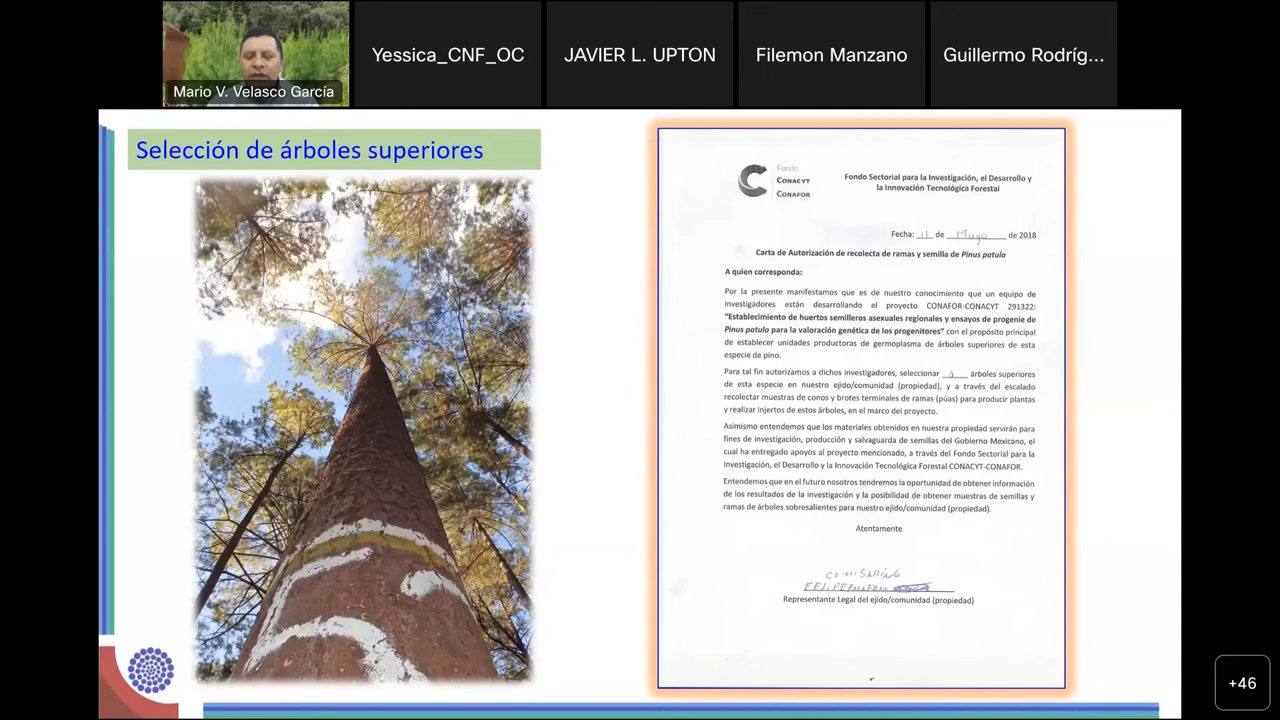 Mario V. Velasco García
Yessica_CNF_OC
JAVIER L. UPTON
Filemon Manzano
Guillermo Rodríg...
Selección de árboles superiores
Fondo
CONACYT
CONAFOR
Fondo Sectorial para la Investigación, el Desarrollo y
la Innovación Tecnológica Forestal
Fecha: 11 de Mayo de 2018
Carta de Autorización de recolecta de ramas y semilla de Pinus patula
A quien corresponda:
Por la presente manifestamos que es de nuestro conocimiento que un equipo de
investigadores están desarrollando el proyecto CONAFOR-CONACYT 291322:
"Establecimiento de huertos semilleros asexuales regionales y ensayos de progenie de
Pinus patula para la valoración genética de los progenitores" con el propósito principal
de establecer unidades productoras de germoplasma de árboles superiores de esta
especie de pino.
Para tal fin autorizamos a dichos investigadores, seleccionar árboles superiores
de esta especie en nuestro ejido/comunidad (propiedad), y a través del escalado
recolectar muestras de conos y brotes terminales de ramas (púas) para producir plantas
y realizar injertos de estos árboles, en el marco del proyecto.
Asimismo entendemos que los materiales obtenidos en nuestra propiedad servirán para
fines de investigación, producción y salvaguarda de semillas del Gobierno Mexicano, el
cual ha entregado apoyos al proyecto mencionado, a través del Fondo Sectorial para la
Investigación, el Desarrollo y la Innovación Tecnológica Forestal CONACYT-CONAFOR.
Entendemos que en el futuro nosotros tendremos la oportunidad de obtener información
de los resultados de la investigación y la posibilidad de obtener muestras de semillas y
ramas de árboles sobresalientes para nuestro ejido/comunidad (propiedad).
Atentamente
COMISARIADO
Representante Legal del ejido/comunidad (propiedad)
+46